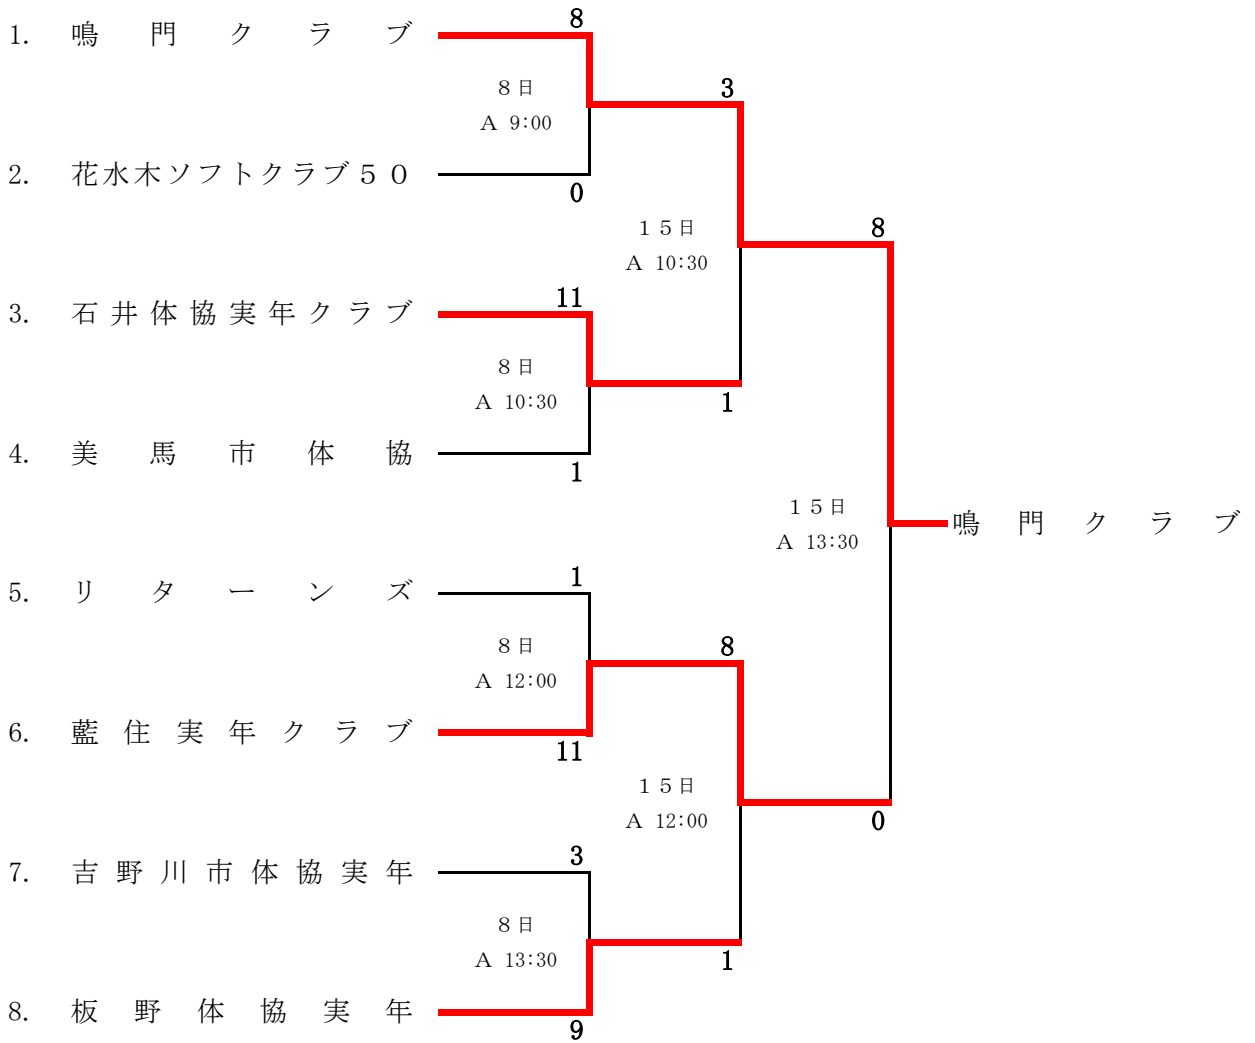 8
1. 鳴門クラブ
8日
A 9:00
3
2. 花水木ソフトクラブ５０
0
１５日
A 10:30
8
11
3. 石井体協実年クラブ
8日
A 10:30
1
4. 美馬市体協
1
１５日
A 13:30
鳴門クラブ
1
5. リターンズ
8日
A 12:00
8
6. 藍住実年クラブ
11
１５日
A 12:00
0
3
7. 吉野川市体協実年
8日
A 13:30
1
8. 板野体協実年
9